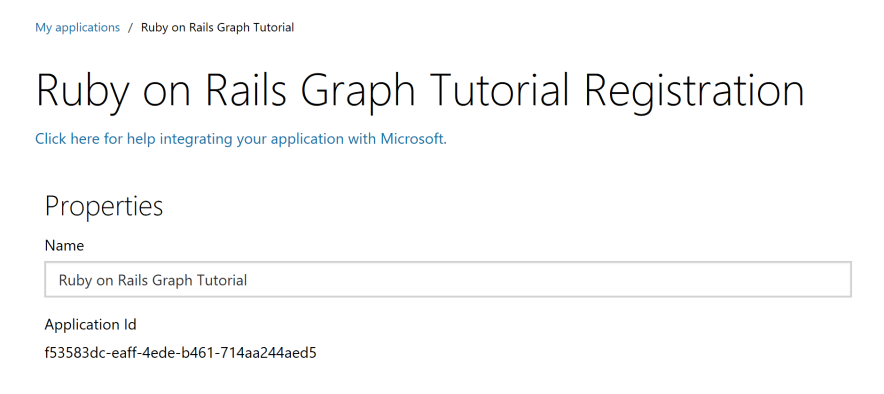 My applications / Ruby on Rails Graph Tutorial
Ruby on Rails Graph Tutorial Registration
Click here for help integrating your application with Microsoft.
Properties
Name
Ruby on Rails Graph Tutorial
Application Id
f53583dc-eaff-4ede-b461-714aa244aed5